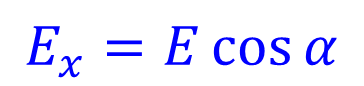 Eₓ = E cos α